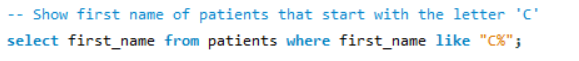 -- Show first name of patients that start with the letter 'C'
select first_name from patients where first_name like "C%";